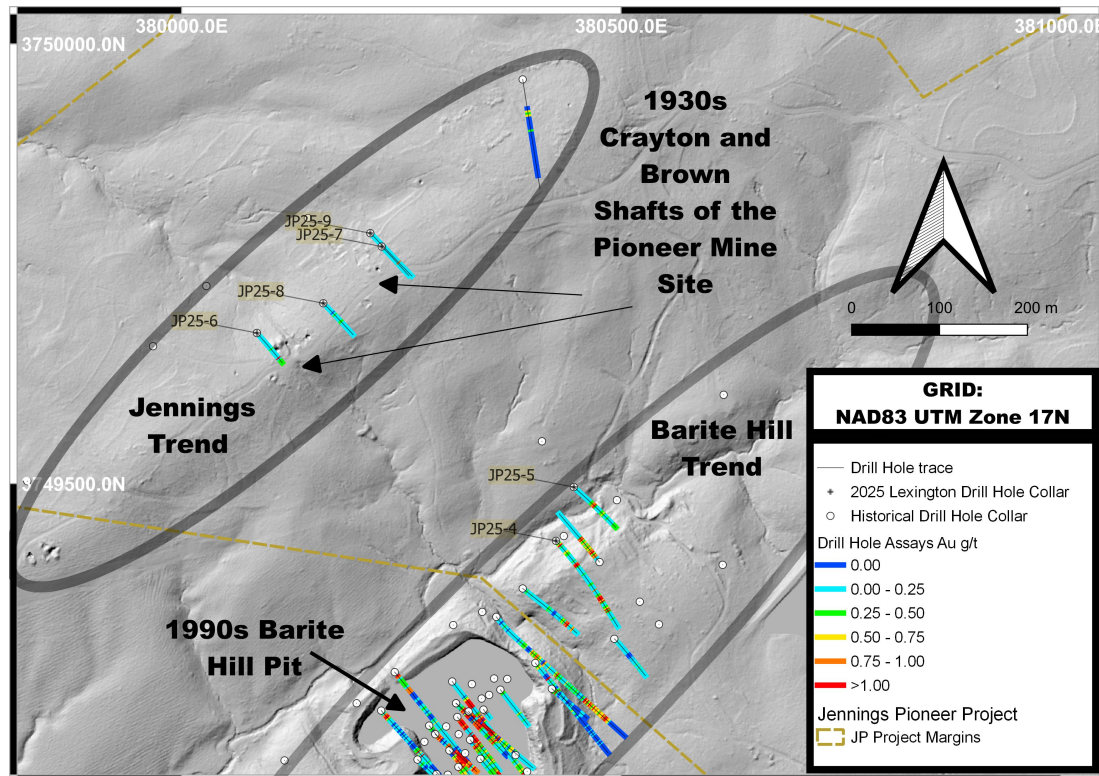 380000.0E
380500.0E
381000.0E
3750000.0N
1930s
Crayton and
Brown
Shafts of the
Pioneer Mine
Site
JP25-9
JP25-7
JP25-8
JP25-6
0 100 200 m
Jennings
Trend
Barite Hill
Trend
GRID:
NAD83 UTM Zone 17N
Drill Hole trace
2025 Lexington Drill Hole Collar
Historical Drill Hole Collar
Drill Hole Assays Au g/t
0.00
0.00 - 0.25
0.25 - 0.50
0.50 - 0.75
0.75 - 1.00
>1.00
Jennings Pioneer Project
JP Project Margins
3749500.0N
JP25-5
JP25-4
1990s Barite
Hill Pit